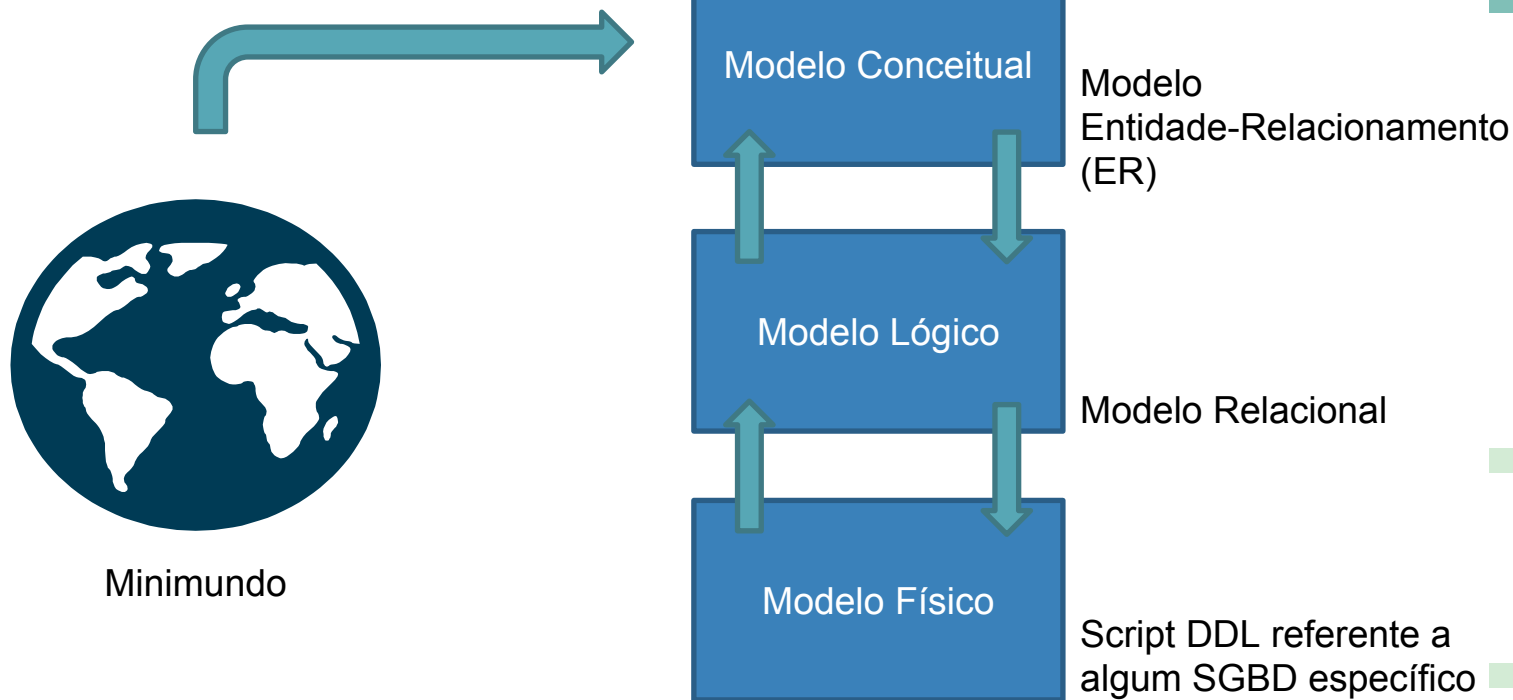 Modelo Conceitual
Modelo
Entidade-Relacionamento
(ER)
Modelo Lógico
Modelo Relacional
Minimundo
Modelo Físico
Script DDL referente a
algum SGBD específico